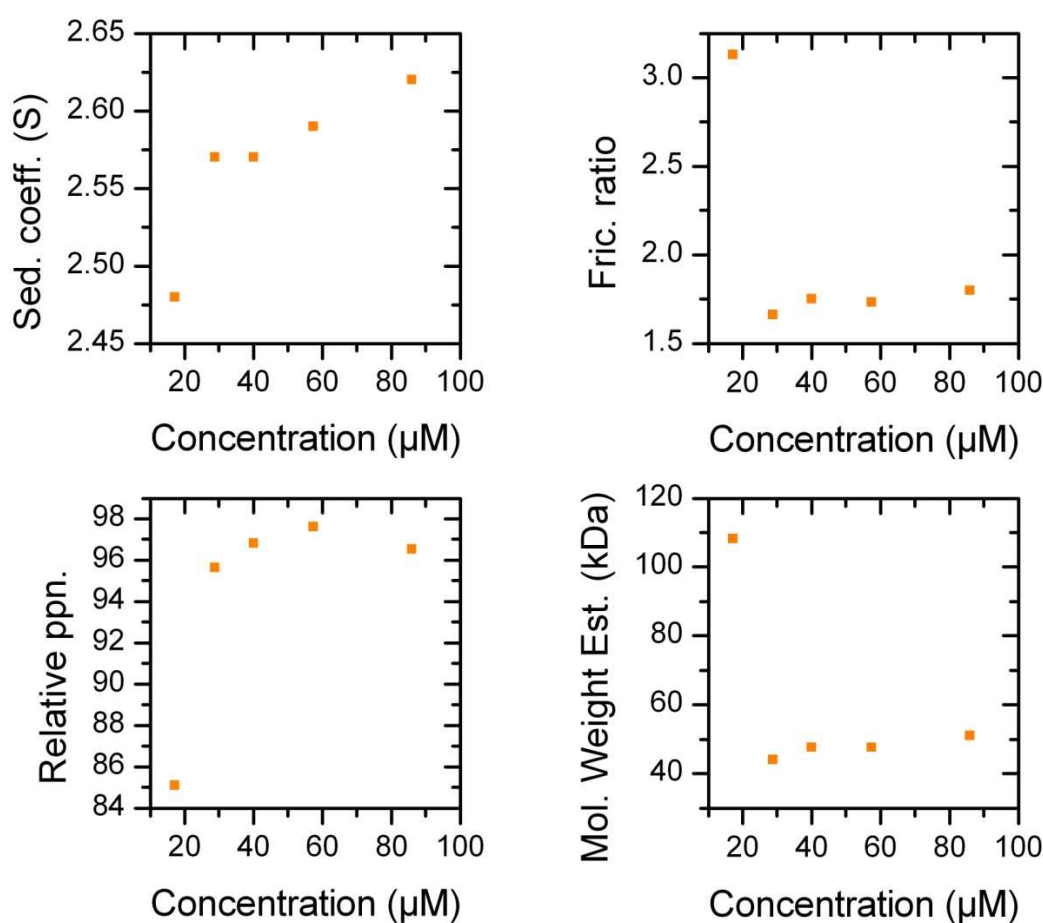 Sed. coeff. (S)
2.65
2.60
2.55
2.50
2.45
20 40 60 80 100
Concentration (µM)
Fric. ratio
3.0
2.5
2.0
1.5
20 40 60 80 100
Concentration (µM)
Relative ppn.
98
96
94
92
90
88
86
84
20 40 60 80 100
Concentration (µM)
Mol. Weight Est. (kDa)
120
100
80
60
40
20 40 60 80 100
Concentration (µM)